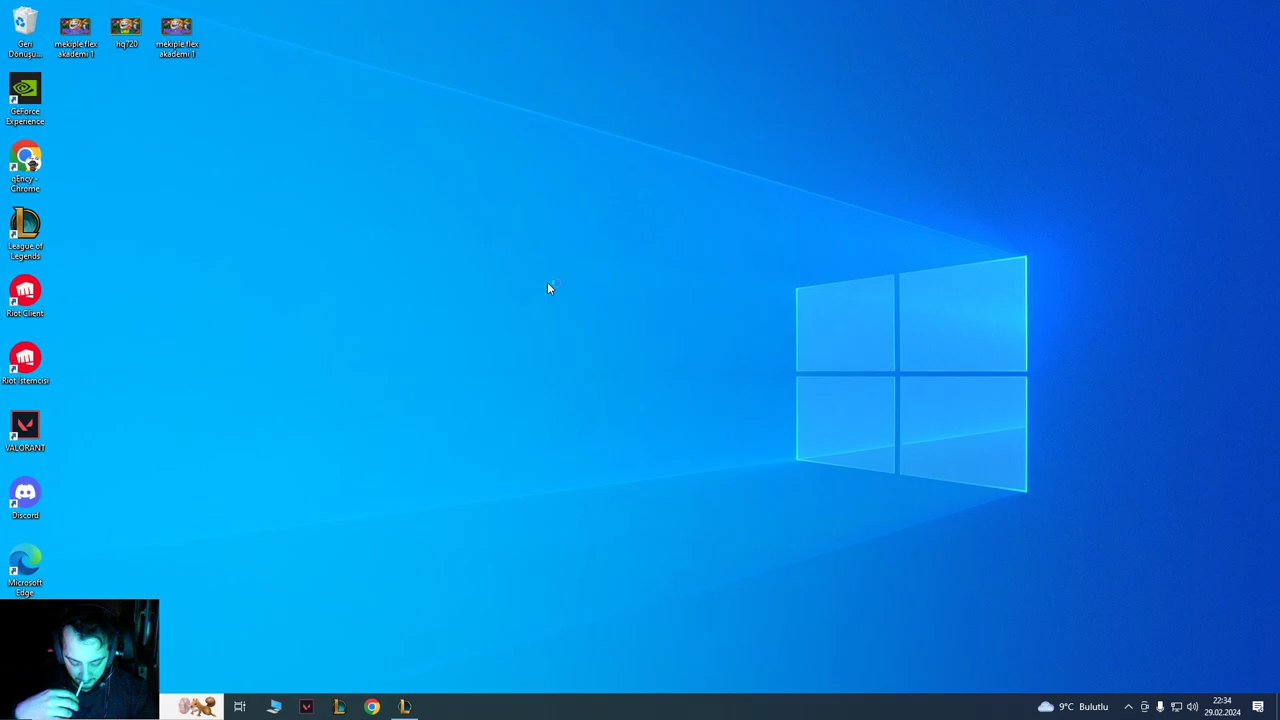 Geri
Dönüşü...
mekiple flex
akademi 1
hq720
mekiple flex
akademi 1
GeForce
Experience
qEncy -
Chrome
League of
Legends
Riot Client
Riot İstemcisi
VALORANT
Discord
Microsoft
Edge
9°C Bulutlu
22:34
29.02.2024